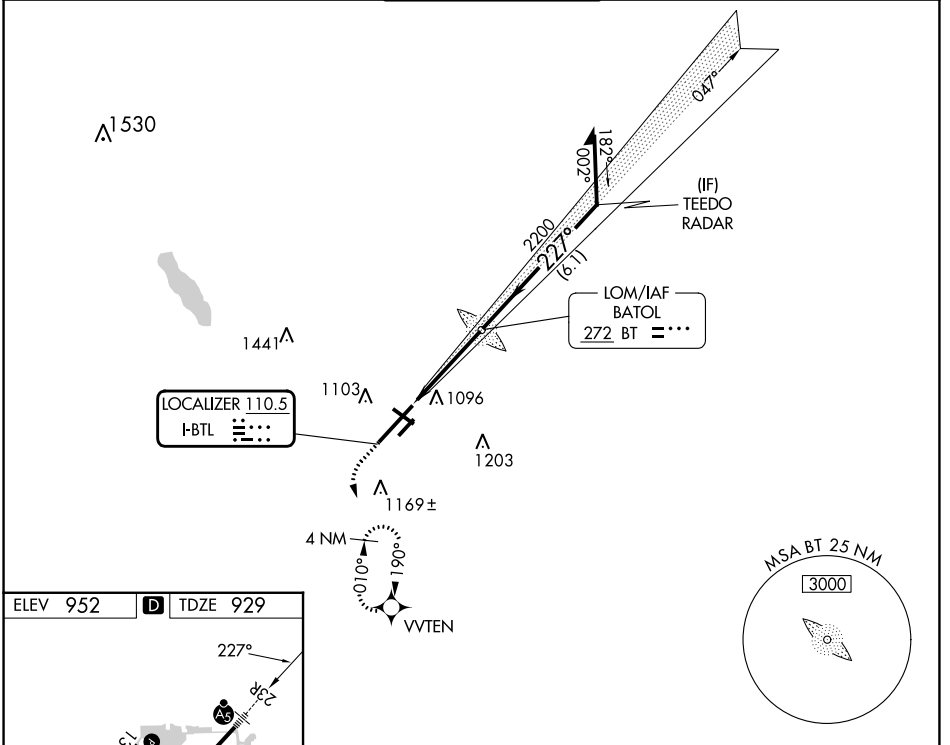 1530
047°
182°
002°
(IF)
TEEDO
RADAR
2200
227°
(6.1)
LOM/IAF
BATOL
272 BT
1441
1103
1096
LOCALIZER 110.5
I-BTL
1203
1169±
4 NM
010°
190°
VVTEN
MSA BT 25 NM
3000
ELEV 952 D TDZE 929
227°
23R
A5